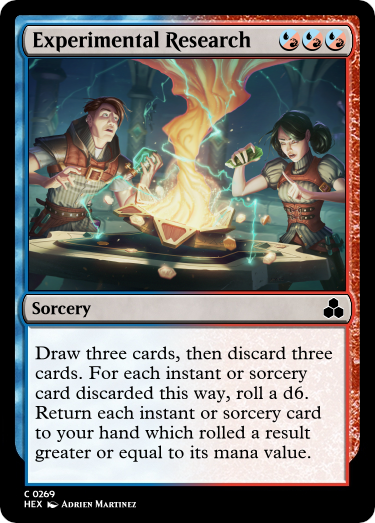 Experimental Research
Sorcery
Draw three cards, then discard three
cards. For each instant or sorcery
card discarded this way, roll a d6.
Return each instant or sorcery card
to your hand which rolled a result
greater or equal to its mana value.
C 0269
HEX Adrien Martinez